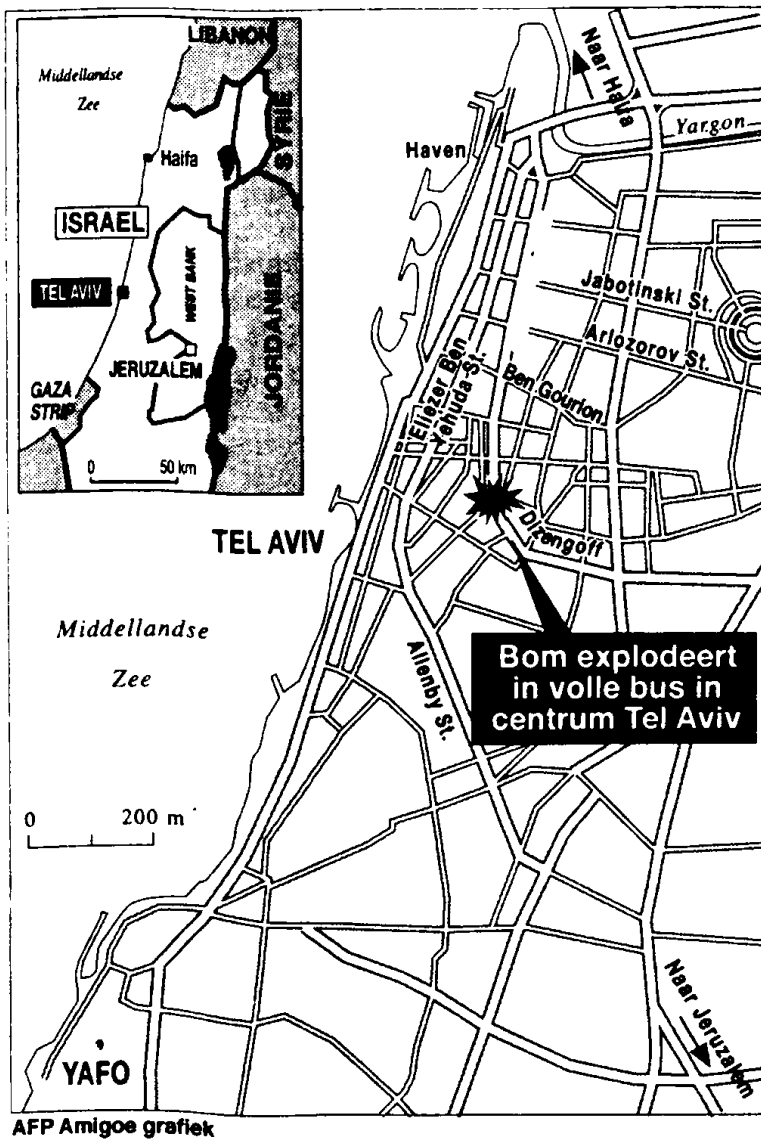 LIBANON
Middellandse
Zee
SYRIE
Haifa
ISRAEL
TEL AVIV
WEST BANK
JERUZALEM
JORDANIE
GAZA
STRIP
0 50 km
Naar Haifa
Yargon
Haven
Jabotinski St.
Arlozorov St.
Ben Gourion
Eliezer Ben
Yehuda St.
Dizengoff
TEL AVIV
Middellandse
Zee
Bom explodeert
in volle bus in
centrum Tel Aviv
Allenby St.
0 200 m
Naar Jeruzalem
YAFO
AFP Amigoe grafiek